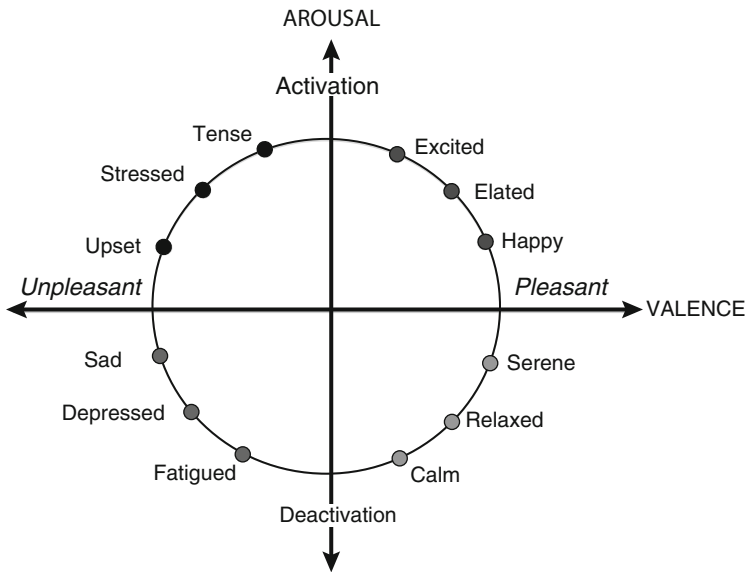 AROUSAL
Activation
Tense
Excited
Stressed
Elated
Upset
Happy
Unpleasant
Pleasant
VALENCE
Sad
Serene
Depressed
Relaxed
Fatigued
Calm
Deactivation